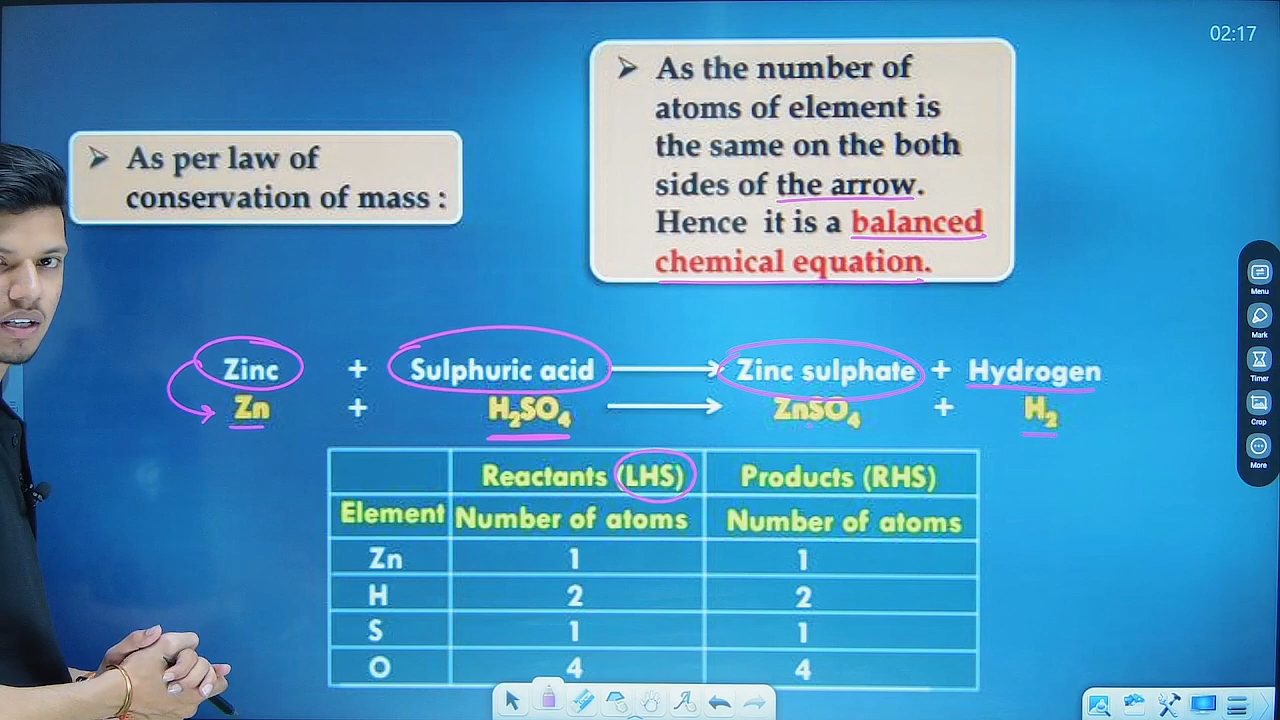 02:17
➢ As the number of
atoms of element is
the same on the both
sides of the arrow.
Hence it is a balanced
chemical equation.
➢ As per law of
conservation of mass :
Zinc + Sulphuric acid ⟶ Zinc sulphate + Hydrogen
Zn + H₂SO₄ ⟶ ZnSO₄ + H₂
Reactants (LHS) Products (RHS)
Element Number of atoms Number of atoms
Zn 1 1
H 2 2
S 1 1
O 4 4
Menu
Mark
Timer
Crop
More